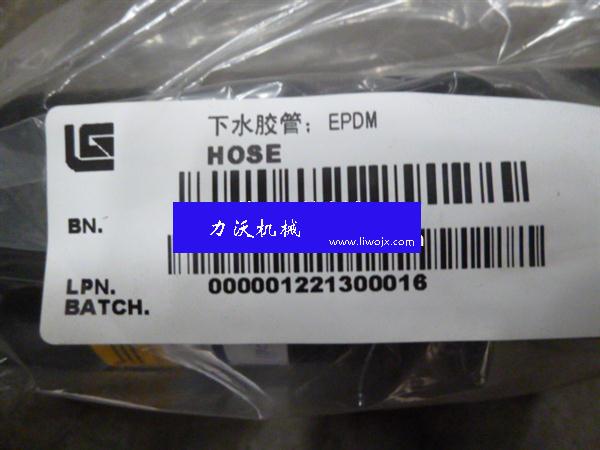 下水胶管；EPDM
HOSE
BN.
力沃机械
www.liwojx.com
LPN.
000001221300016
BATCH.